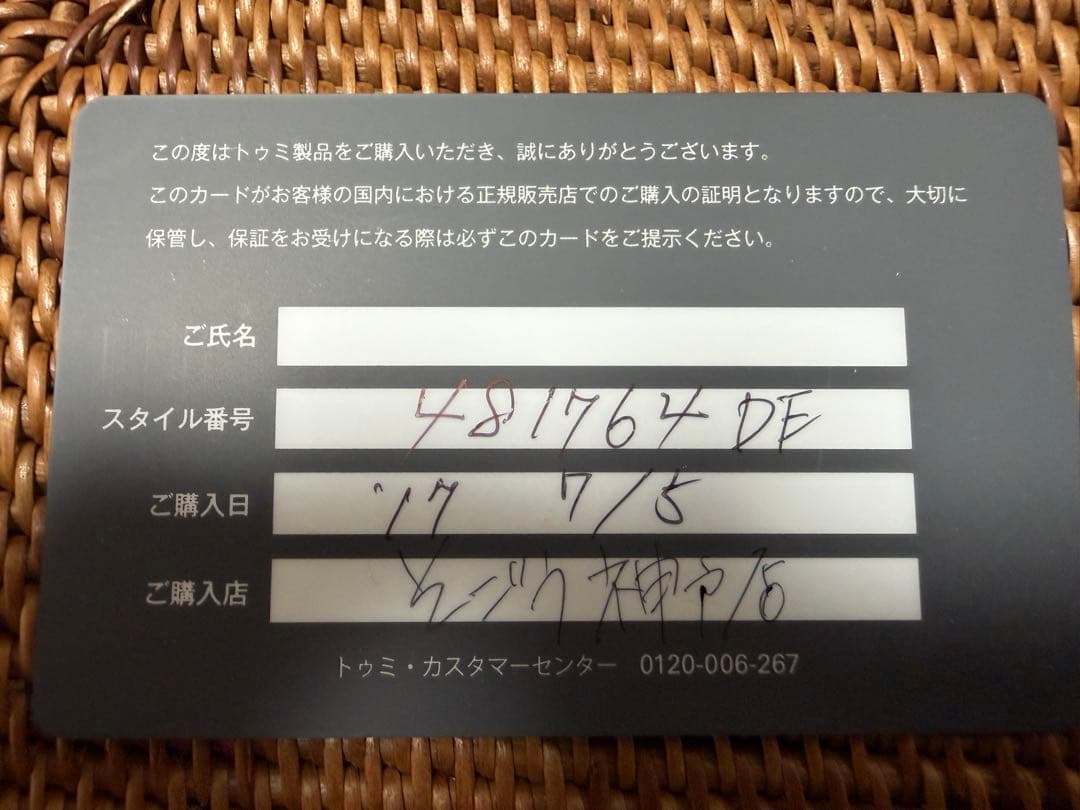 この度はトゥミ製品をご購入いただき、誠にありがとうございます。
このカードがお客様の国内における正規販売店でのご購入の証明となりますので、大切に
保管し、保証をお受けになる際は必ずこのカードをご提示ください。
ご氏名
スタイル番号 481764 DE
ご購入日 '17 7/5
ご購入店 そごう神戸店
トゥミ・カスタマーセンター 0120-006-267